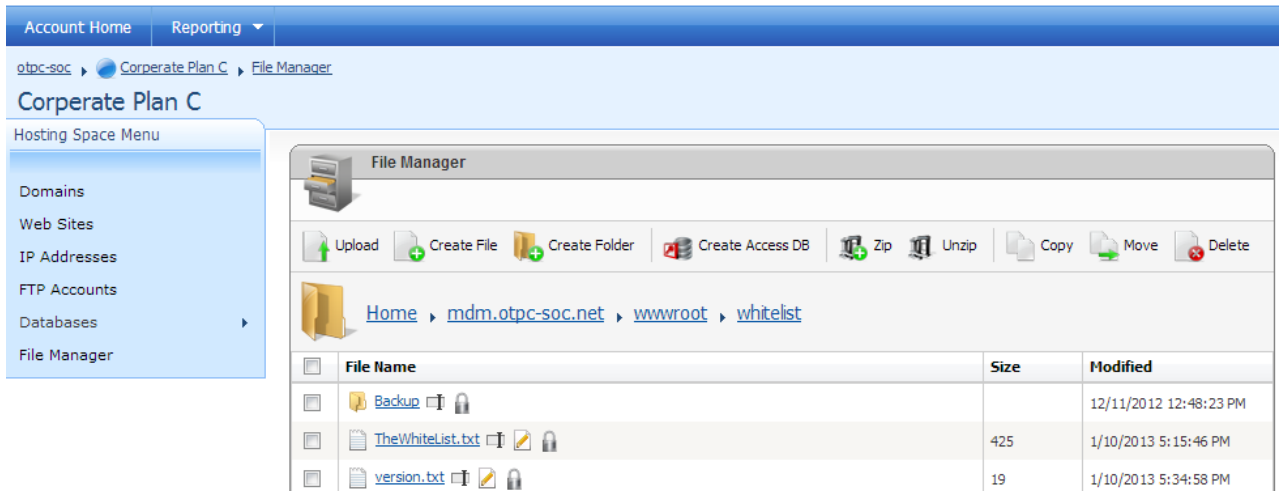 Account Home Reporting
otpc-soc Corperate Plan C File Manager
Corperate Plan C
Hosting Space Menu
Domains
Web Sites
IP Addresses
FTP Accounts
Databases
File Manager
File Manager
Upload Create File Create Folder Create Access DB Zip Unzip Copy Move Delete
Home mdm.otpc-soc.net wwwroot whitelist
File Name Size Modified
Backup 12/11/2012 12:48:23 PM
TheWhiteList.txt 425 1/10/2013 5:15:46 PM
version.txt 19 1/10/2013 5:34:58 PM